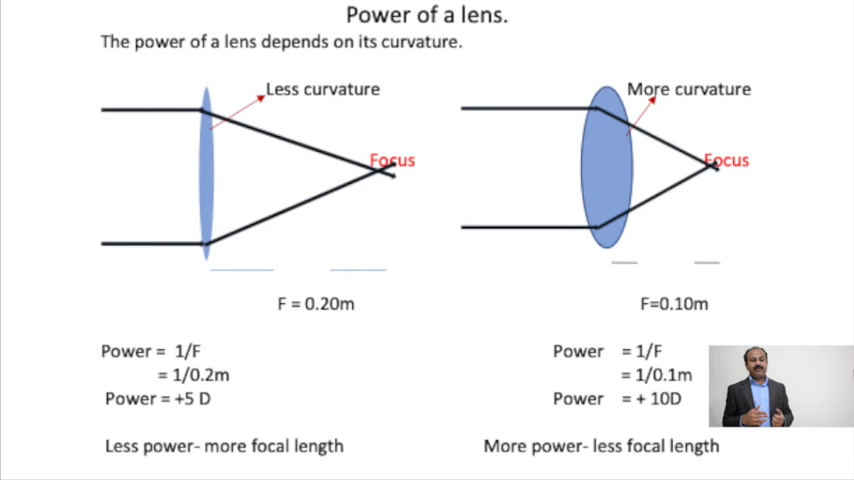 Power of a lens.
The power of a lens depends on its curvature.
Less curvature
Focus
F = 0.20m
Power = 1/F
= 1/0.2m
Power = +5 D
Less power- more focal length
More curvature
Focus
F=0.10m
Power = 1/F
= 1/0.1m
Power = + 10D
More power- less focal length